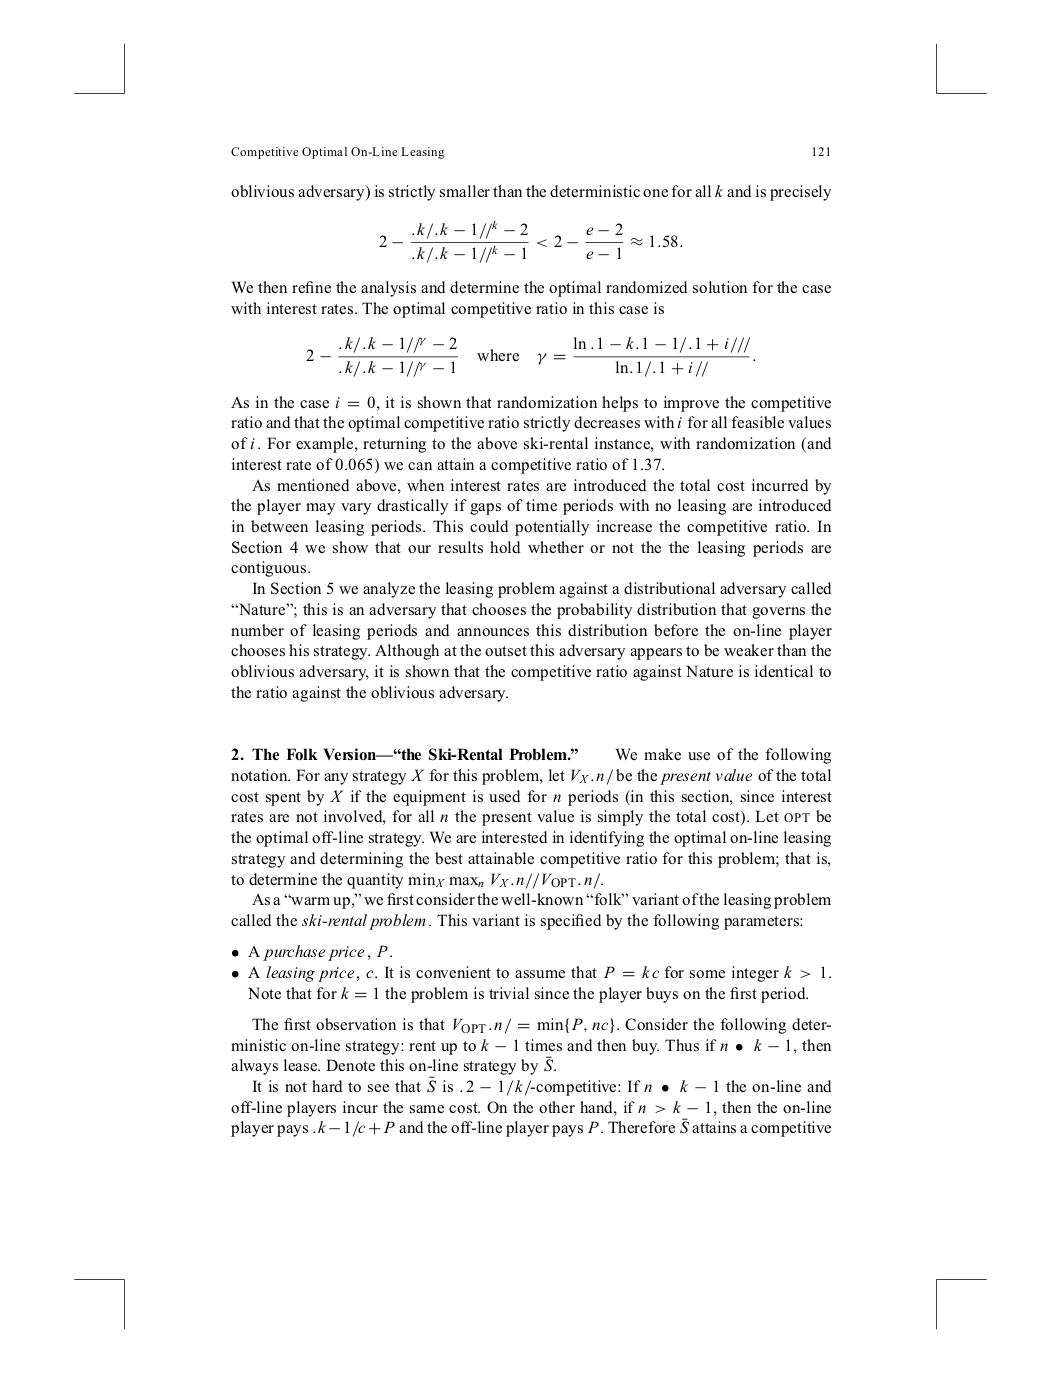 Competitive Optimal On-Line Leasing 121
oblivious adversary) is strictly smaller than the deterministic one for all k and is precisely
2 − .k/.k − 1//^k − 2 / .k/.k − 1//^k − 1 < 2 − e − 2 / e − 1 ≈ 1.58.
We then refine the analysis and determine the optimal randomized solution for the case
with interest rates. The optimal competitive ratio in this case is
2 − .k/.k − 1//^γ − 2 / .k/.k − 1//^γ − 1 where γ = ln .1 − k.1 − 1/.1 + i/// / ln.1/.1 + i// .
As in the case i = 0, it is shown that randomization helps to improve the competitive
ratio and that the optimal competitive ratio strictly decreases with i for all feasible values
of i. For example, returning to the above ski-rental instance, with randomization (and
interest rate of 0.065) we can attain a competitive ratio of 1.37.
As mentioned above, when interest rates are introduced the total cost incurred by
the player may vary drastically if gaps of time periods with no leasing are introduced
in between leasing periods. This could potentially increase the competitive ratio. In
Section 4 we show that our results hold whether or not the the leasing periods are
contiguous.
In Section 5 we analyze the leasing problem against a distributional adversary called
“Nature”; this is an adversary that chooses the probability distribution that governs the
number of leasing periods and announces this distribution before the on-line player
chooses his strategy. Although at the outset this adversary appears to be weaker than the
oblivious adversary, it is shown that the competitive ratio against Nature is identical to
the ratio against the oblivious adversary.
2. The Folk Version—“the Ski-Rental Problem.” We make use of the following
notation. For any strategy X for this problem, let V_X.n/ be the present value of the total
cost spent by X if the equipment is used for n periods (in this section, since interest
rates are not involved, for all n the present value is simply the total cost). Let OPT be
the optimal off-line strategy. We are interested in identifying the optimal on-line leasing
strategy and determining the best attainable competitive ratio for this problem; that is,
to determine the quantity min_X max_n V_X.n//V_OPT.n/.
As a “warm up,” we first consider the well-known “folk” variant of the leasing problem
called the ski-rental problem. This variant is specified by the following parameters:
• A purchase price, P.
• A leasing price, c. It is convenient to assume that P = kc for some integer k > 1.
Note that for k = 1 the problem is trivial since the player buys on the first period.
The first observation is that V_OPT.n/ = min{P, nc}. Consider the following deter-
ministic on-line strategy: rent up to k − 1 times and then buy. Thus if n • k − 1, then
always lease. Denote this on-line strategy by S̄.
It is not hard to see that S̄ is .2 − 1/k/-competitive: If n • k − 1 the on-line and
off-line players incur the same cost. On the other hand, if n > k − 1, then the on-line
player pays .k−1/c+P and the off-line player pays P. Therefore S̄ attains a competitive